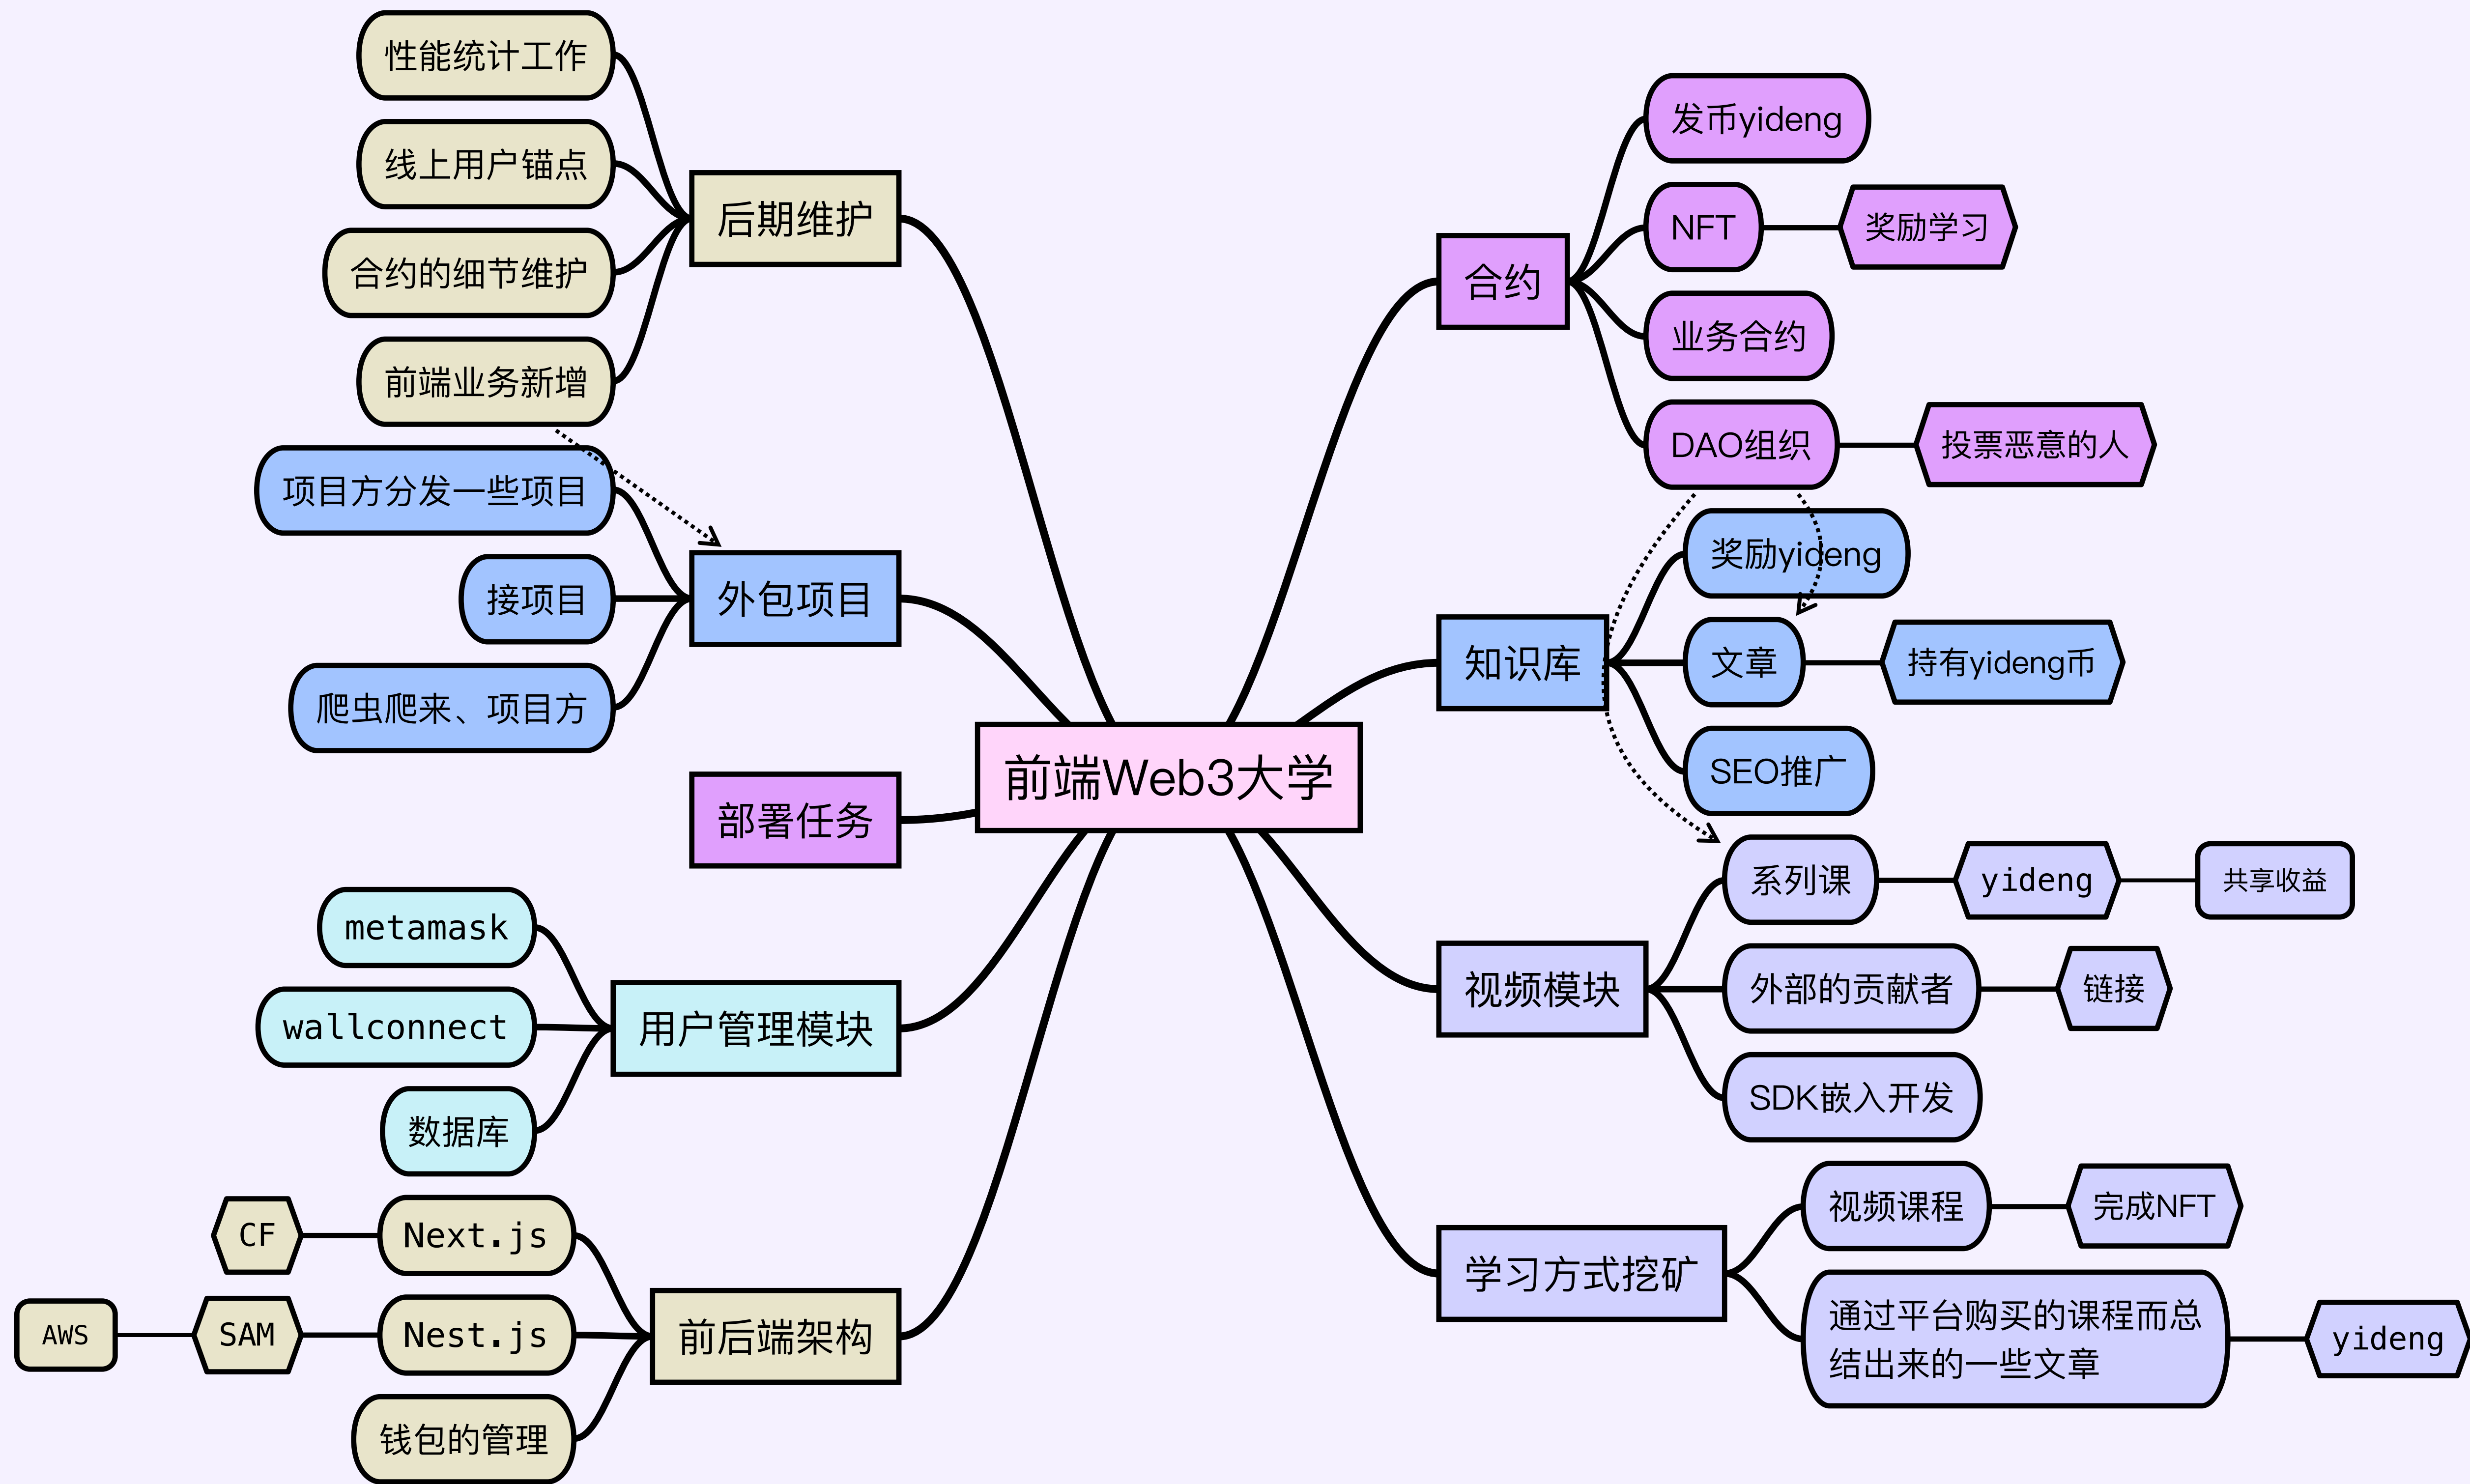 前端Web3大学
合约
发币yideng
NFT
奖励学习
业务合约
DAO组织
投票恶意的人
知识库
奖励yideng
文章
持有yideng币
SEO推广
视频模块
系列课
yideng
共享收益
外部的贡献者
链接
SDK嵌入开发
学习方式挖矿
视频课程
完成NFT
通过平台购买的课程而总
结出来的一些文章
yideng
后期维护
性能统计工作
线上用户锚点
合约的细节维护
前端业务新增
外包项目
项目方分发一些项目
接项目
爬虫爬来、项目方
部署任务
用户管理模块
metamask
wallconnect
数据库
前后端架构
Next.js
CF
Nest.js
SAM
AWS
钱包的管理